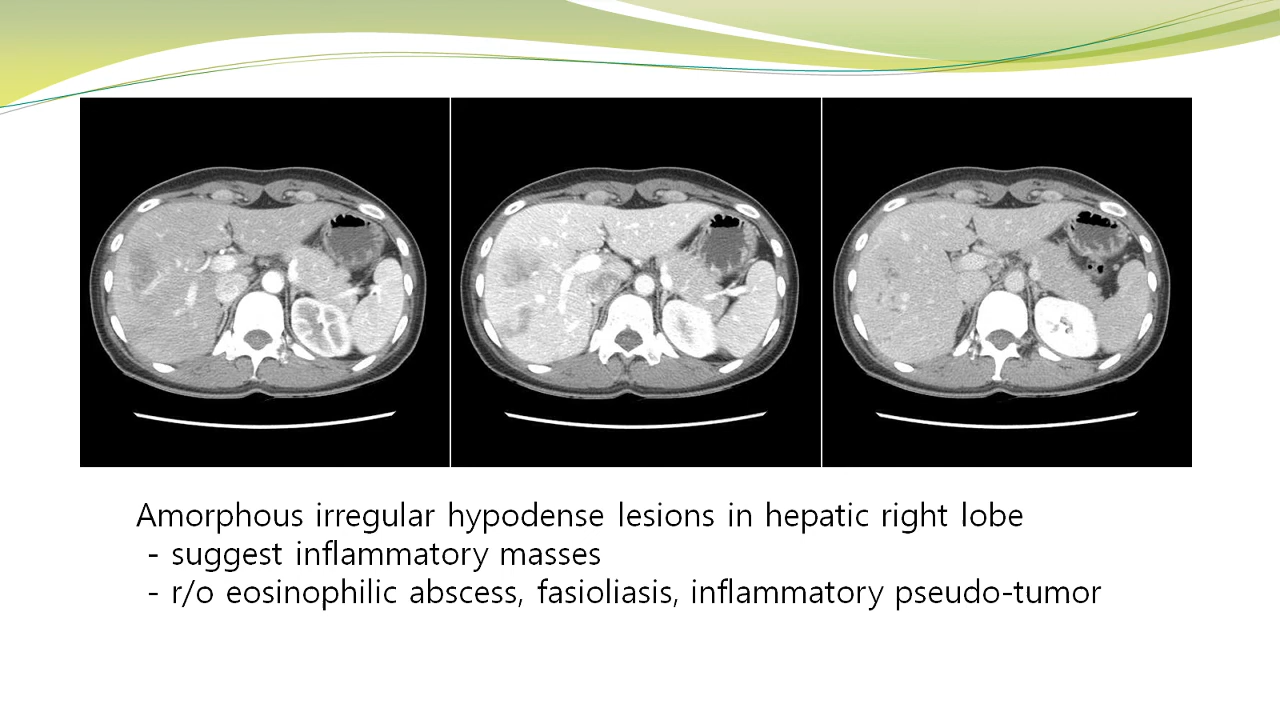 Amorphous irregular hypodense lesions in hepatic right lobe
- suggest inflammatory masses
- r/o eosinophilic abscess, fasioliasis, inflammatory pseudo-tumor